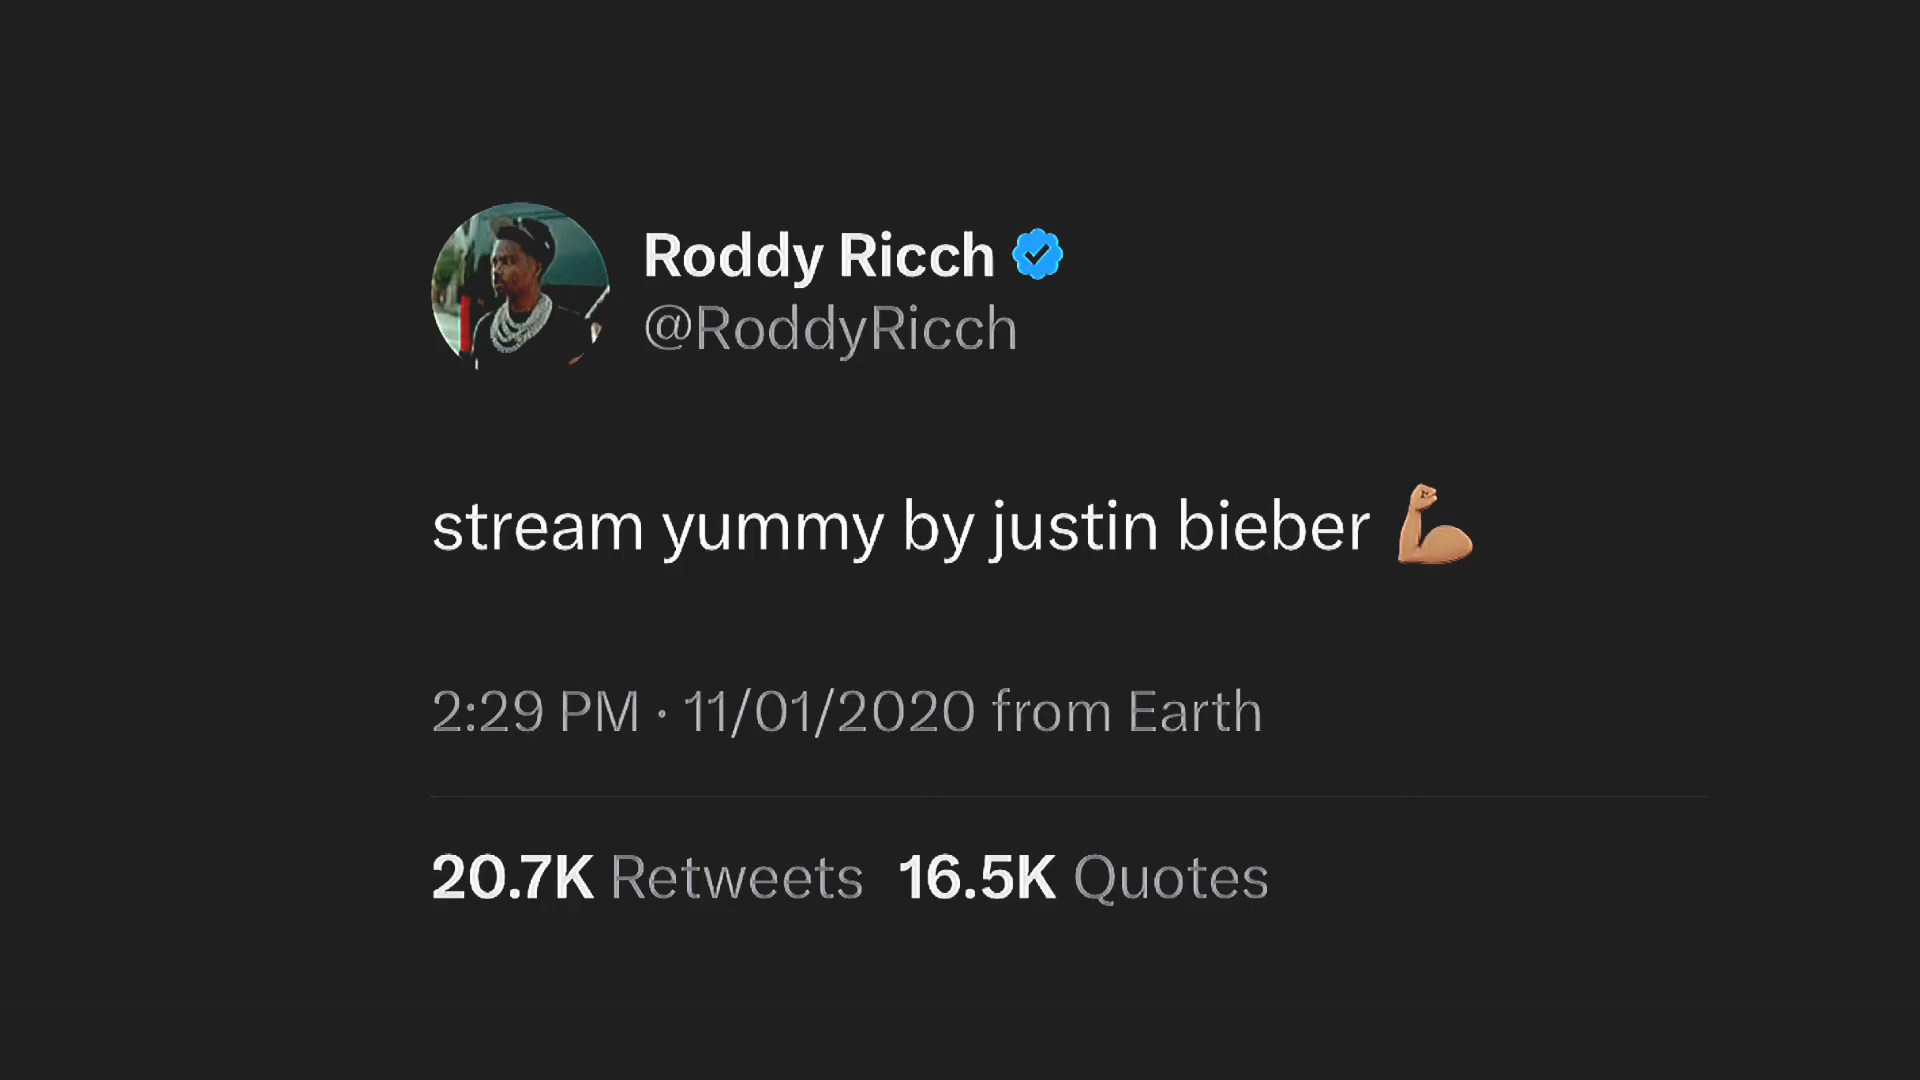 Roddy Ricch
@RoddyRicch
stream yummy by justin bieber 💪🏽
2:29 PM · 11/01/2020 from Earth
20.7K Retweets 16.5K Quotes